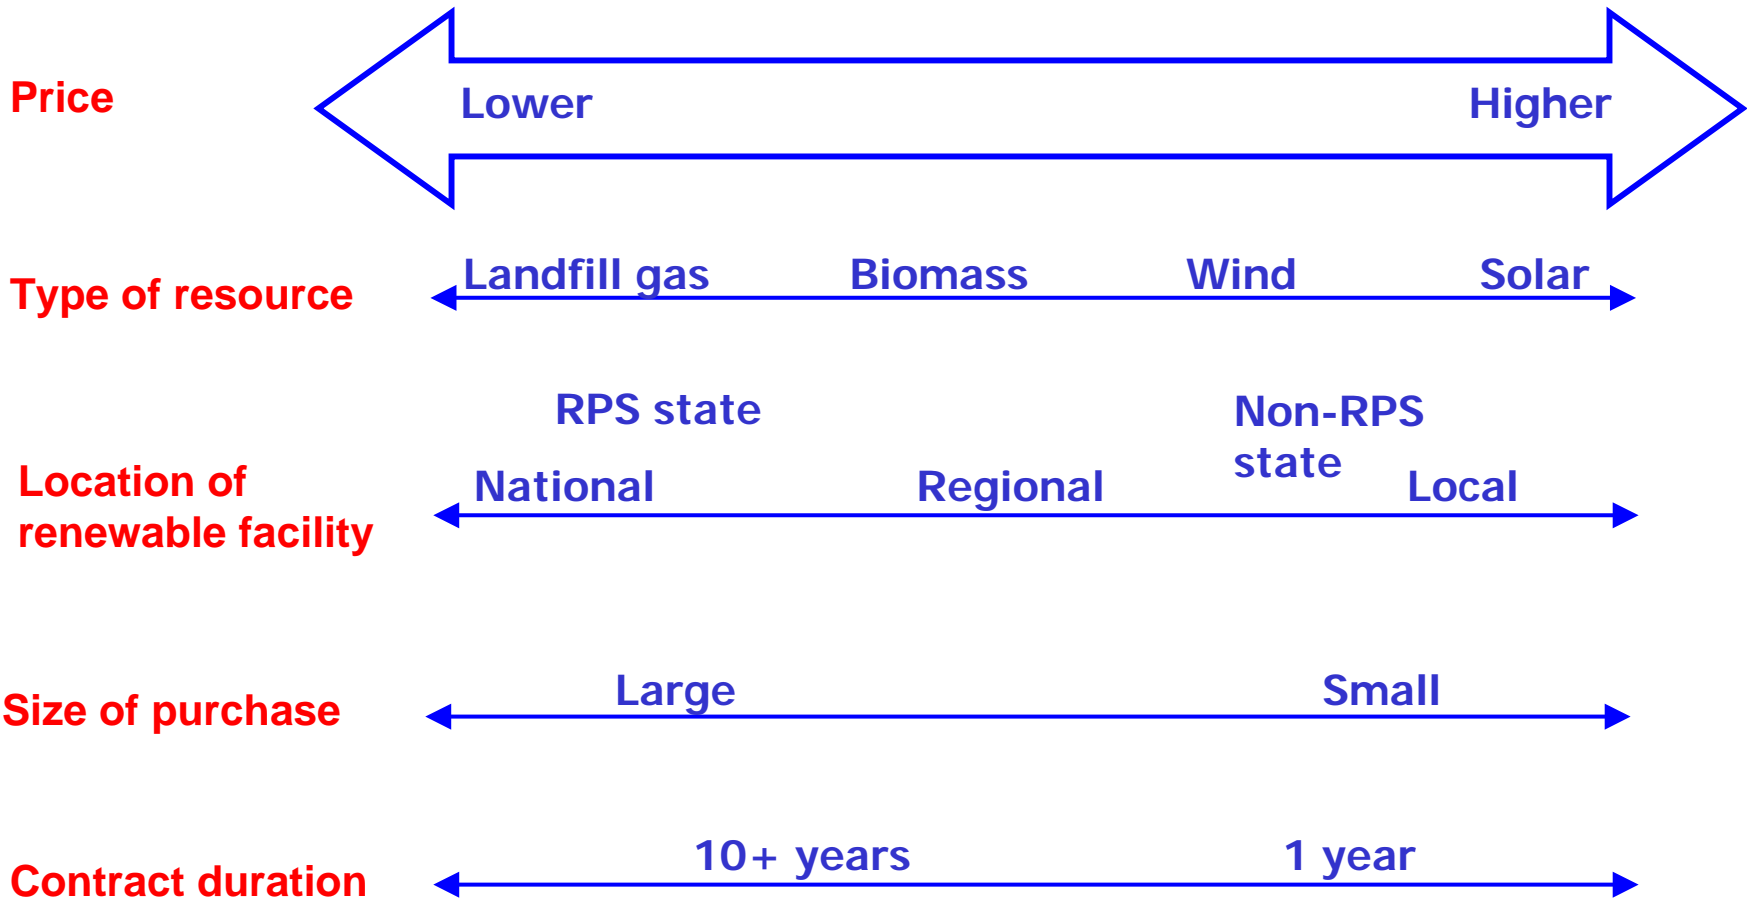 Price
Lower
Higher
Type of resource
Landfill gas
Biomass
Wind
Solar
RPS state
Non-RPS
state
Location of
renewable facility
National
Regional
Local
Size of purchase
Large
Small
Contract duration
10+ years
1 year